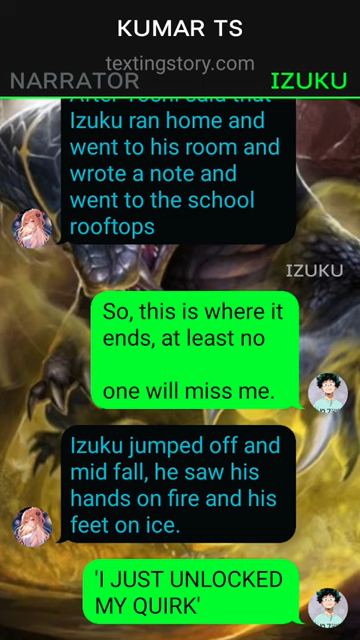 KUMAR TS
textingstory.com
NARRATOR
IZUKU
After Toshi said that
Izuku ran home and
went to his room and
wrote a note and
went to the school
rooftops
IZUKU
So, this is where it
ends, at least no
one will miss me.
Izuku jumped off and
mid fall, he saw his
hands on fire and his
feet on ice.
'I JUST UNLOCKED
MY QUIRK'